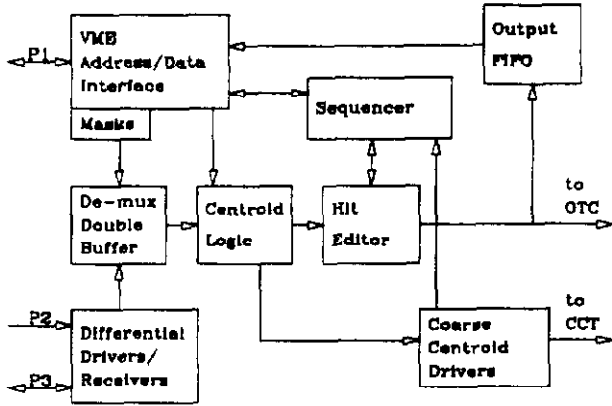 P1
VME
Address/Data
Interface
Masks
Output
FIFO
Sequencer
De-mux
Double
Buffer
Centroid
Logic
Hit
Editor
to
OTC
P2
P3
Differential
Drivers/
Receivers
Coarse
Centroid
Drivers
to
CCT